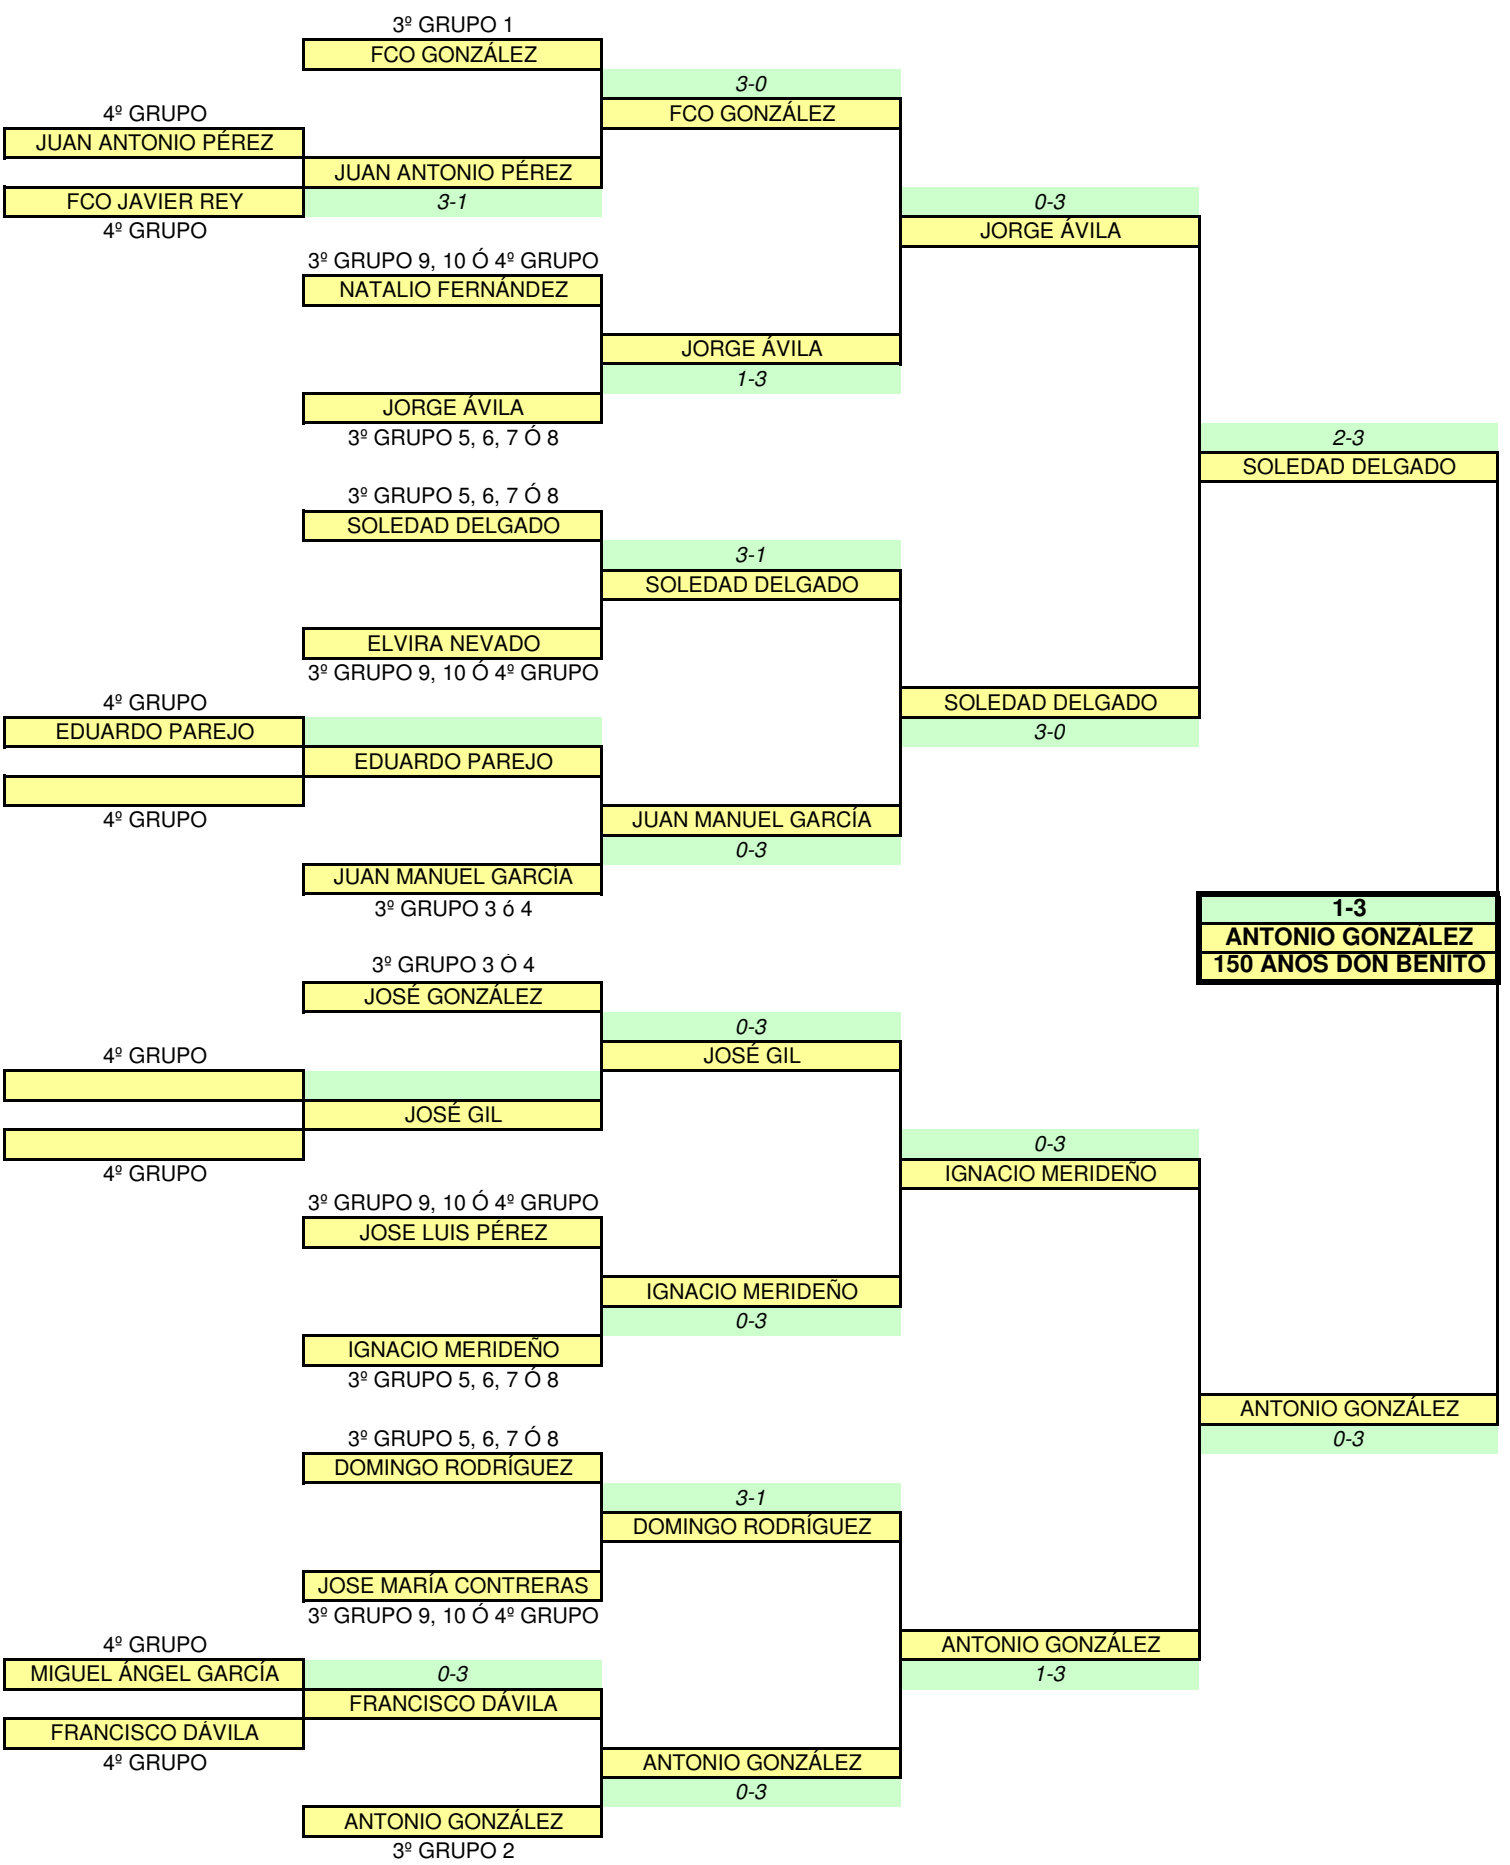 3º GRUPO 1
FCO GONZÁLEZ
3-0
4º GRUPO
FCO GONZÁLEZ
JUAN ANTONIO PÉREZ
JUAN ANTONIO PÉREZ
FCO JAVIER REY
3-1
0-3
4º GRUPO
JORGE ÁVILA
3º GRUPO 9, 10 Ó 4º GRUPO
NATALIO FERNÁNDEZ
JORGE ÁVILA
1-3
JORGE ÁVILA
3º GRUPO 5, 6, 7 Ó 8
2-3
SOLEDAD DELGADO
3º GRUPO 5, 6, 7 Ó 8
SOLEDAD DELGADO
3-1
SOLEDAD DELGADO
ELVIRA NEVADO
3º GRUPO 9, 10 Ó 4º GRUPO
4º GRUPO
SOLEDAD DELGADO
EDUARDO PAREJO
3-0
EDUARDO PAREJO
4º GRUPO
JUAN MANUEL GARCÍA
0-3
JUAN MANUEL GARCÍA
3º GRUPO 3 ó 4
1-3
ANTONIO GONZÁLEZ
150 AÑOS DON BENITO
3º GRUPO 3 Ó 4
JOSÉ GONZÁLEZ
0-3
4º GRUPO
JOSÉ GIL
JOSÉ GIL
0-3
4º GRUPO
IGNACIO MERIDEÑO
3º GRUPO 9, 10 Ó 4º GRUPO
JOSE LUIS PÉREZ
IGNACIO MERIDEÑO
0-3
IGNACIO MERIDEÑO
3º GRUPO 5, 6, 7 Ó 8
ANTONIO GONZÁLEZ
3º GRUPO 5, 6, 7 Ó 8
0-3
DOMINGO RODRÍGUEZ
3-1
DOMINGO RODRÍGUEZ
JOSE MARÍA CONTRERAS
3º GRUPO 9, 10 Ó 4º GRUPO
4º GRUPO
ANTONIO GONZÁLEZ
MIGUEL ÁNGEL GARCÍA
0-3
1-3
FRANCISCO DÁVILA
FRANCISCO DÁVILA
4º GRUPO
ANTONIO GONZÁLEZ
0-3
ANTONIO GONZÁLEZ
3º GRUPO 2